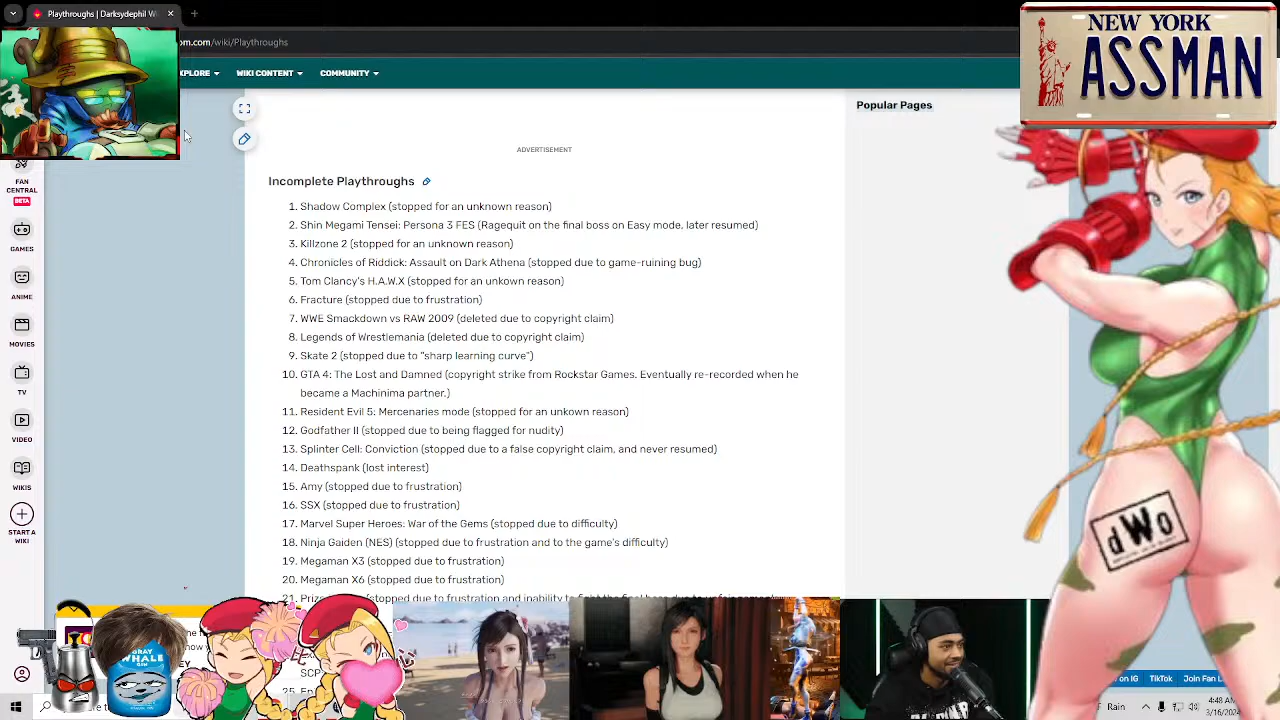 Playthroughs | Darksydephil W
om.com/wiki/Playthroughs
NEW YORK
ASSMAN
XPLORE
WIKI CONTENT
COMMUNITY
Popular Pages
ADVERTISEMENT
FAN CENTRAL
BETA
GAMES
ANIME
MOVIES
TV
VIDEO
WIKIS
START A WIKI
Incomplete Playthroughs
1. Shadow Complex (stopped for an unknown reason)
2. Shin Megami Tensei: Persona 3 FES (Ragequit on the final boss on Easy mode, later resumed)
3. Killzone 2 (Stopped for an unknown reason)
4. Chronicles of Riddick: Assault on Dark Athena (stopped due to game-ruining bug)
5. Tom Clancy's H.A.W.X (stopped for an unkown reason)
6. Fracture (stopped due to frustration)
7. WWE Smackdown vs RAW 2009 (deleted due to copyright claim)
8. Legends of Wrestlemania (deleted due to copyright claim)
9. Skate 2 (stopped due to "sharp learning curve")
10. GTA 4: The Lost and Damned (copyright strike from Rockstar Games. Eventually re-recorded when he
became a Machinima partner.)
11. Resident Evil 5: Mercenaries mode (stopped for an unkown reason)
12. Godfather II (stopped due to being flagged for nudity)
13. Splinter Cell: Conviction (stopped due to a false copyright claim, and never resumed)
14. Deathspank (lost interest)
15. Amy (stopped due to frustration)
16. SSX (stopped due to frustration)
17. Marvel Super Heroes: War of the Gems (stopped due to difficulty)
18. Ninja Gaiden (NES) (stopped due to frustration and to the game's difficulty)
19. Megaman X3 (stopped due to frustration)
20. Megaman X6 (stopped due to frustration)
dWo
GRAY
WHALE
GIN
on IG
TikTok
Join Fan L
Rain
4:48 AM
3/16/2024